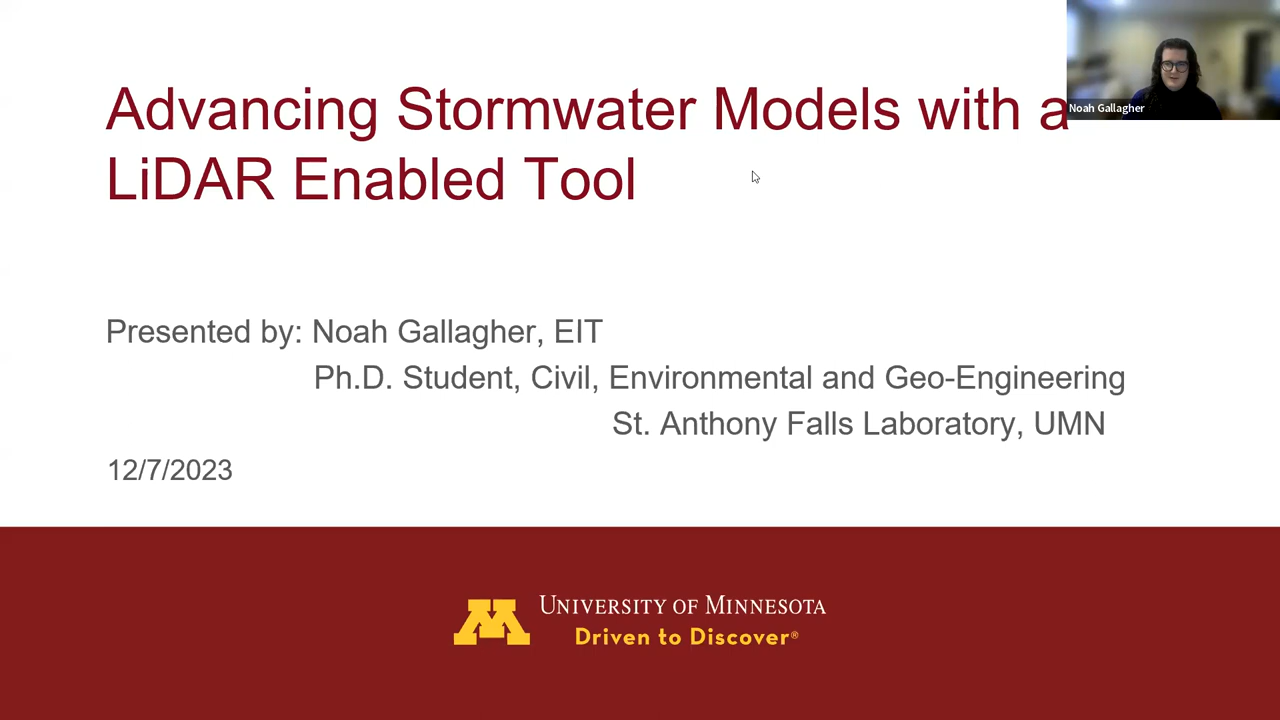 Advancing Stormwater Models with a
LiDAR Enabled Tool
Noah Gallagher
Presented by: Noah Gallagher, EIT
Ph.D. Student, Civil, Environmental and Geo-Engineering
St. Anthony Falls Laboratory, UMN
12/7/2023
M
UNIVERSITY OF MINNESOTA
Driven to Discover®